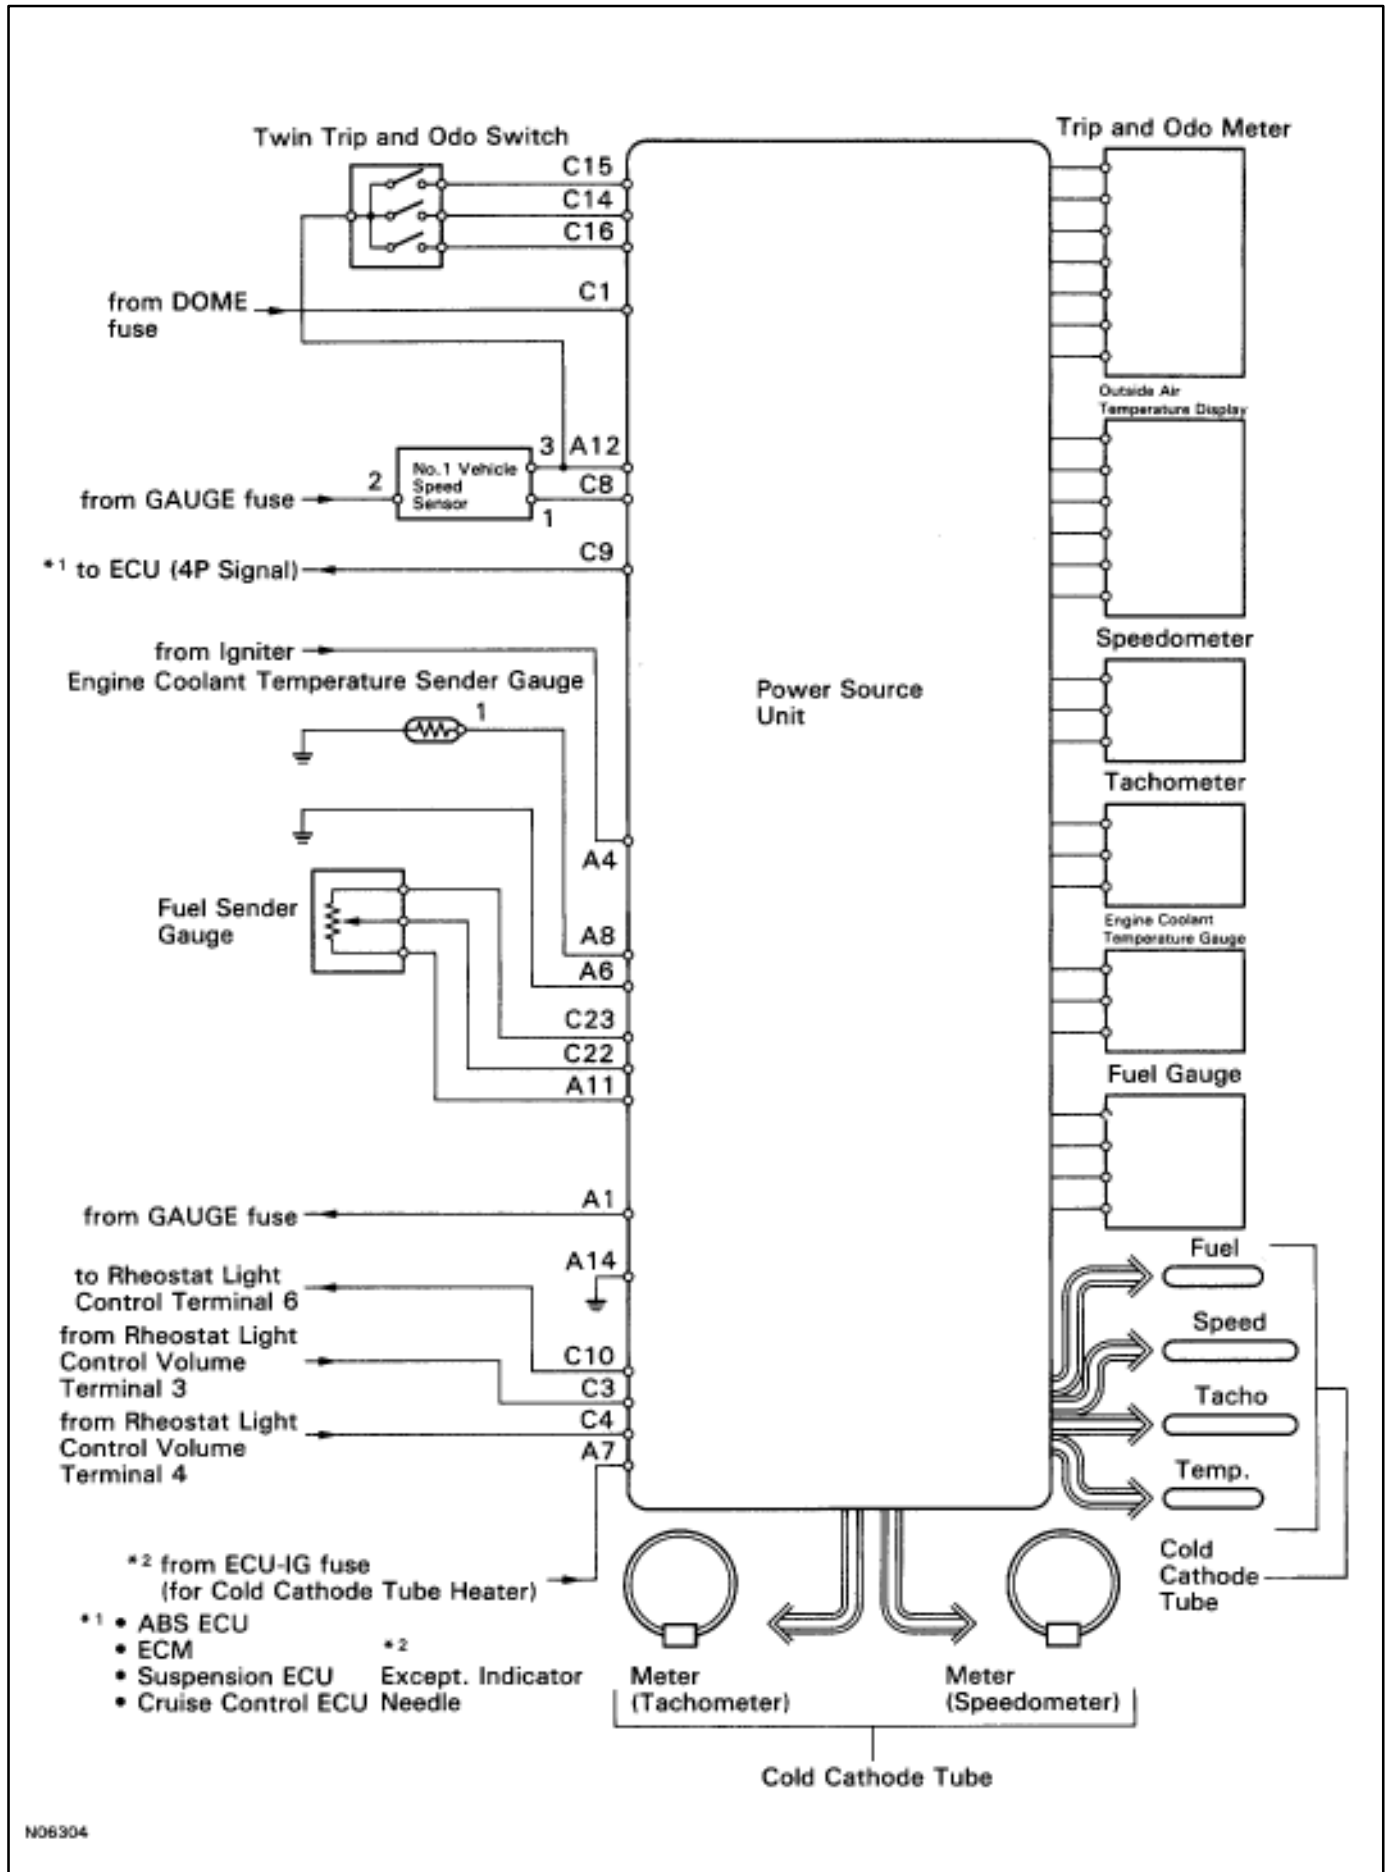 Twin Trip and Odo Switch
Trip and Odo Meter
C15
C14
C16
from DOME
fuse
C1
Outside Air
Temperature Display
3
A12
No.1 Vehicle
Speed
Sensor
2
from GAUGE fuse
C8
1
C9
*1 to ECU (4P Signal)
Speedometer
from Igniter
Engine Coolant Temperature Sender Gauge
1
Power Source
Unit
Tachometer
A4
Fuel Sender
Gauge
Engine Coolant
Temperature Gauge
A8
A6
C23
C22
A11
Fuel Gauge
A1
from GAUGE fuse
A14
to Rheostat Light
Control Terminal 6
from Rheostat Light
Control Volume
Terminal 3
C10
C3
from Rheostat Light
Control Volume
Terminal 4
C4
A7
Fuel
Speed
Tacho
Temp.
Cold
Cathode
Tube
*2 from ECU-IG fuse
(for Cold Cathode Tube Heater)
*1 • ABS ECU
• ECM
• Suspension ECU
• Cruise Control ECU
*2
Except. Indicator
Needle
Meter
(Tachometer)
Meter
(Speedometer)
Cold Cathode Tube
N06304